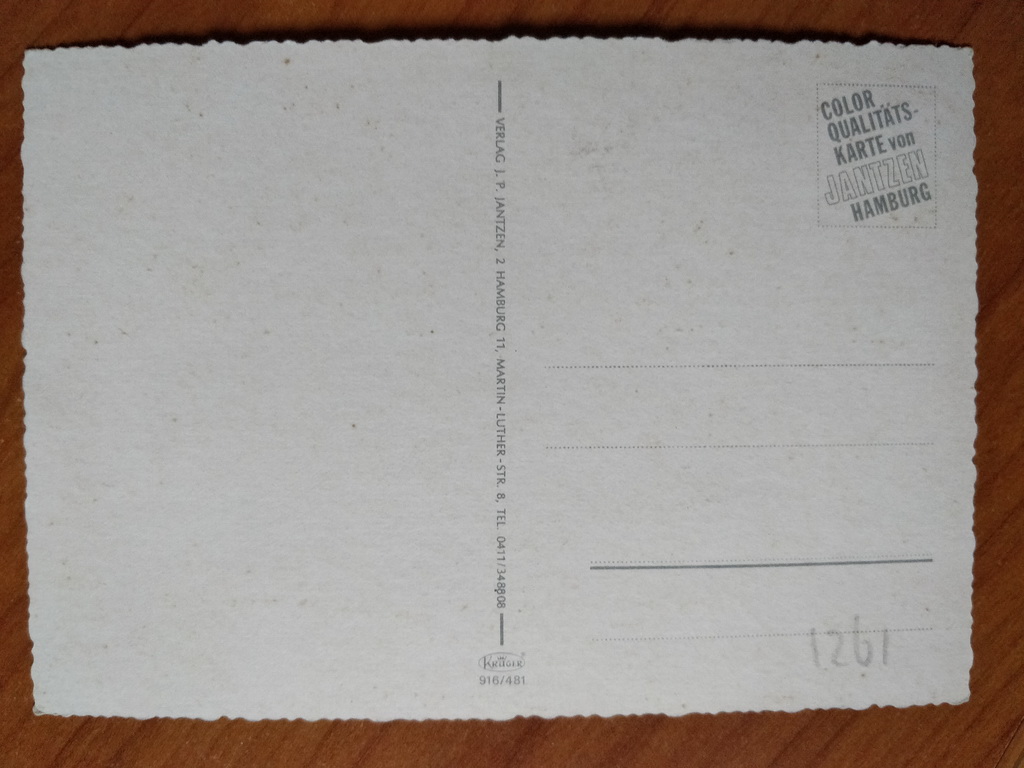 COLOR
QUALITÄTS-
KARTE von
JANTZEN
HAMBURG
VERLAG J. P. JANTZEN, 2 HAMBURG 11, MARTIN-LUTHER-STR. 8, TEL. 0411/348808
KRÜGER
916/481
1261